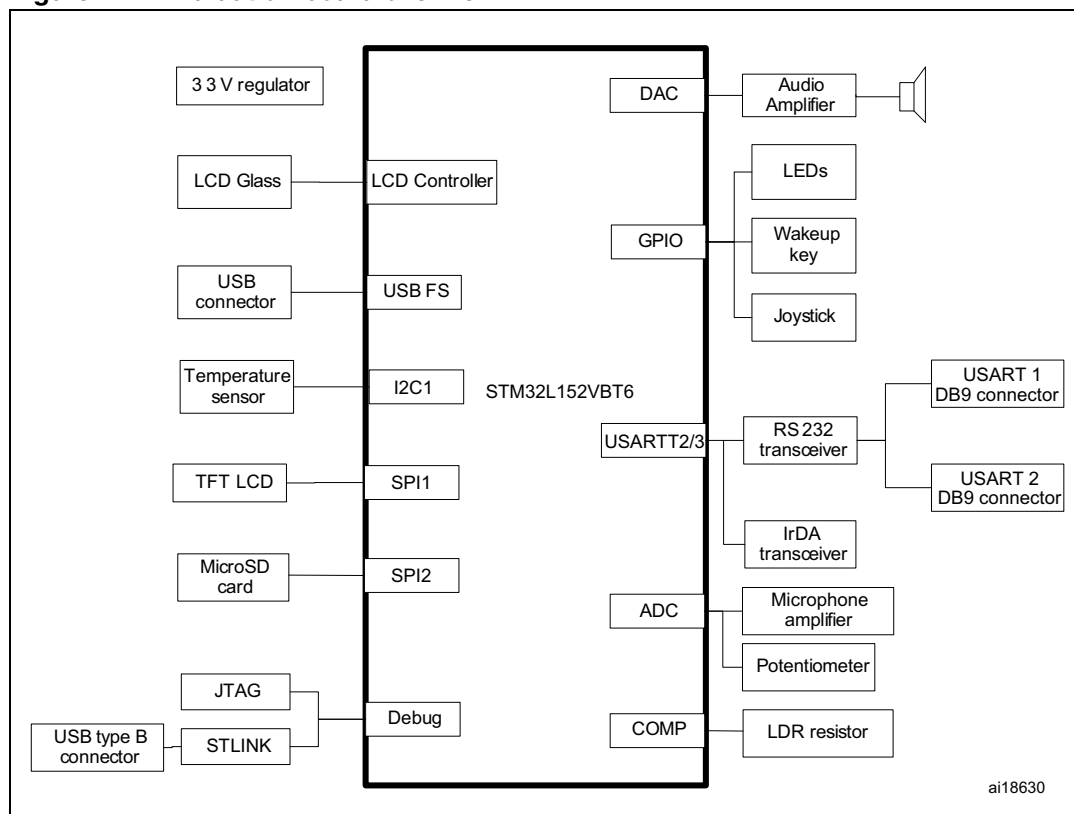 3 3 V regulator
LCD Glass
LCD Controller
USB
connector
USB FS
Temperature
sensor
I2C1
TFT LCD
SPI1
MicroSD
card
SPI2
JTAG
Debug
USB type B
connector
STLINK
STM32L152VBT6
DAC
Audio
Amplifier
LEDs
GPIO
Wakeup
key
Joystick
USARTT2/3
RS 232
transceiver
USART 1
DB9 connector
USART 2
DB9 connector
IrDA
transceiver
ADC
Microphone
amplifier
Potentiometer
COMP
LDR resistor
ai18630